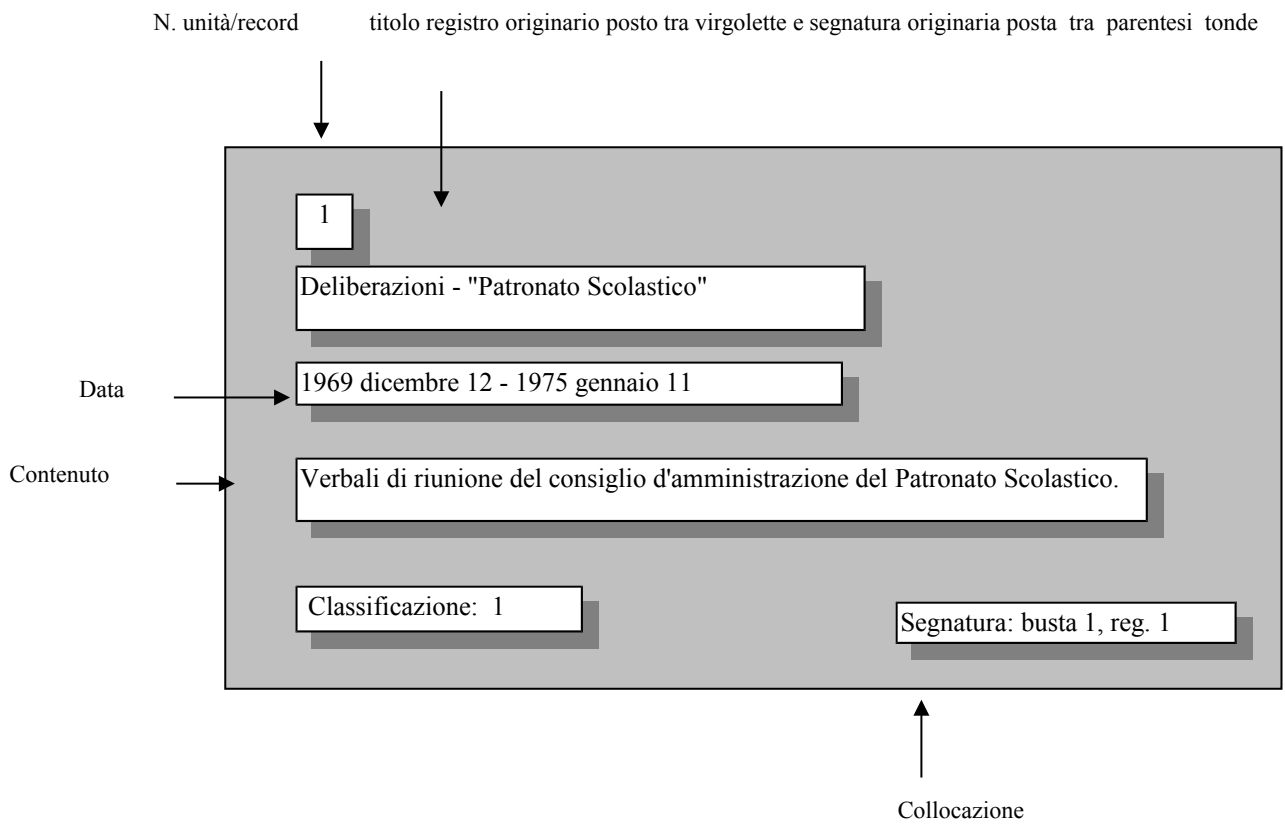 N. unità/record titolo registro originario posto tra virgolette e segnatura originaria posta tra parentesi tonde
1
Deliberazioni - "Patronato Scolastico"
Data
1969 dicembre 12 - 1975 gennaio 11
Contenuto
Verbali di riunione del consiglio d'amministrazione del Patronato Scolastico.
Classificazione: 1
Segnatura: busta 1, reg. 1
Collocazione